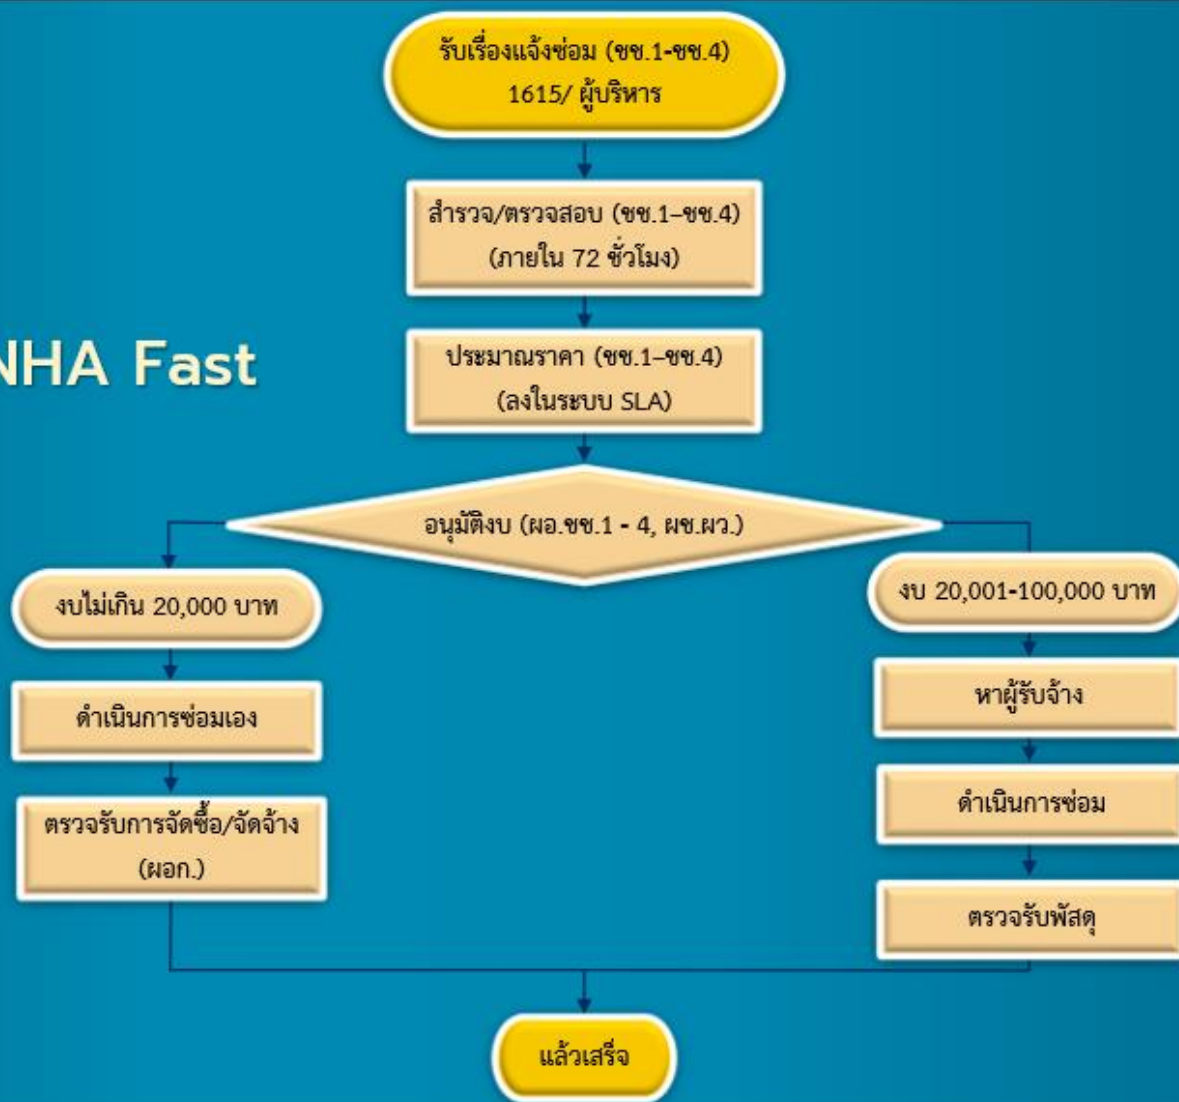 รับเรื่องแจ้งซ่อม (ชช.1-ชช.4)
1615/ ผู้บริหาร
สำรวจ/ตรวจสอบ (ชช.1–ชช.4)
(ภายใน 72 ชั่วโมง)
NHA Fast
ประมาณราคา (ชช.1–ชช.4)
(ลงในระบบ SLA)
อนุมัติงบ (ผอ.ชช.1 - 4, ผช.ผว.)
งบไม่เกิน 20,000 บาท
ดำเนินการซ่อมเอง
ตรวจรับการจัดซื้อ/จัดจ้าง
(ผอก.)
งบ 20,001-100,000 บาท
หาผู้รับจ้าง
ดำเนินการซ่อม
ตรวจรับพัสดุ
แล้วเสร็จ